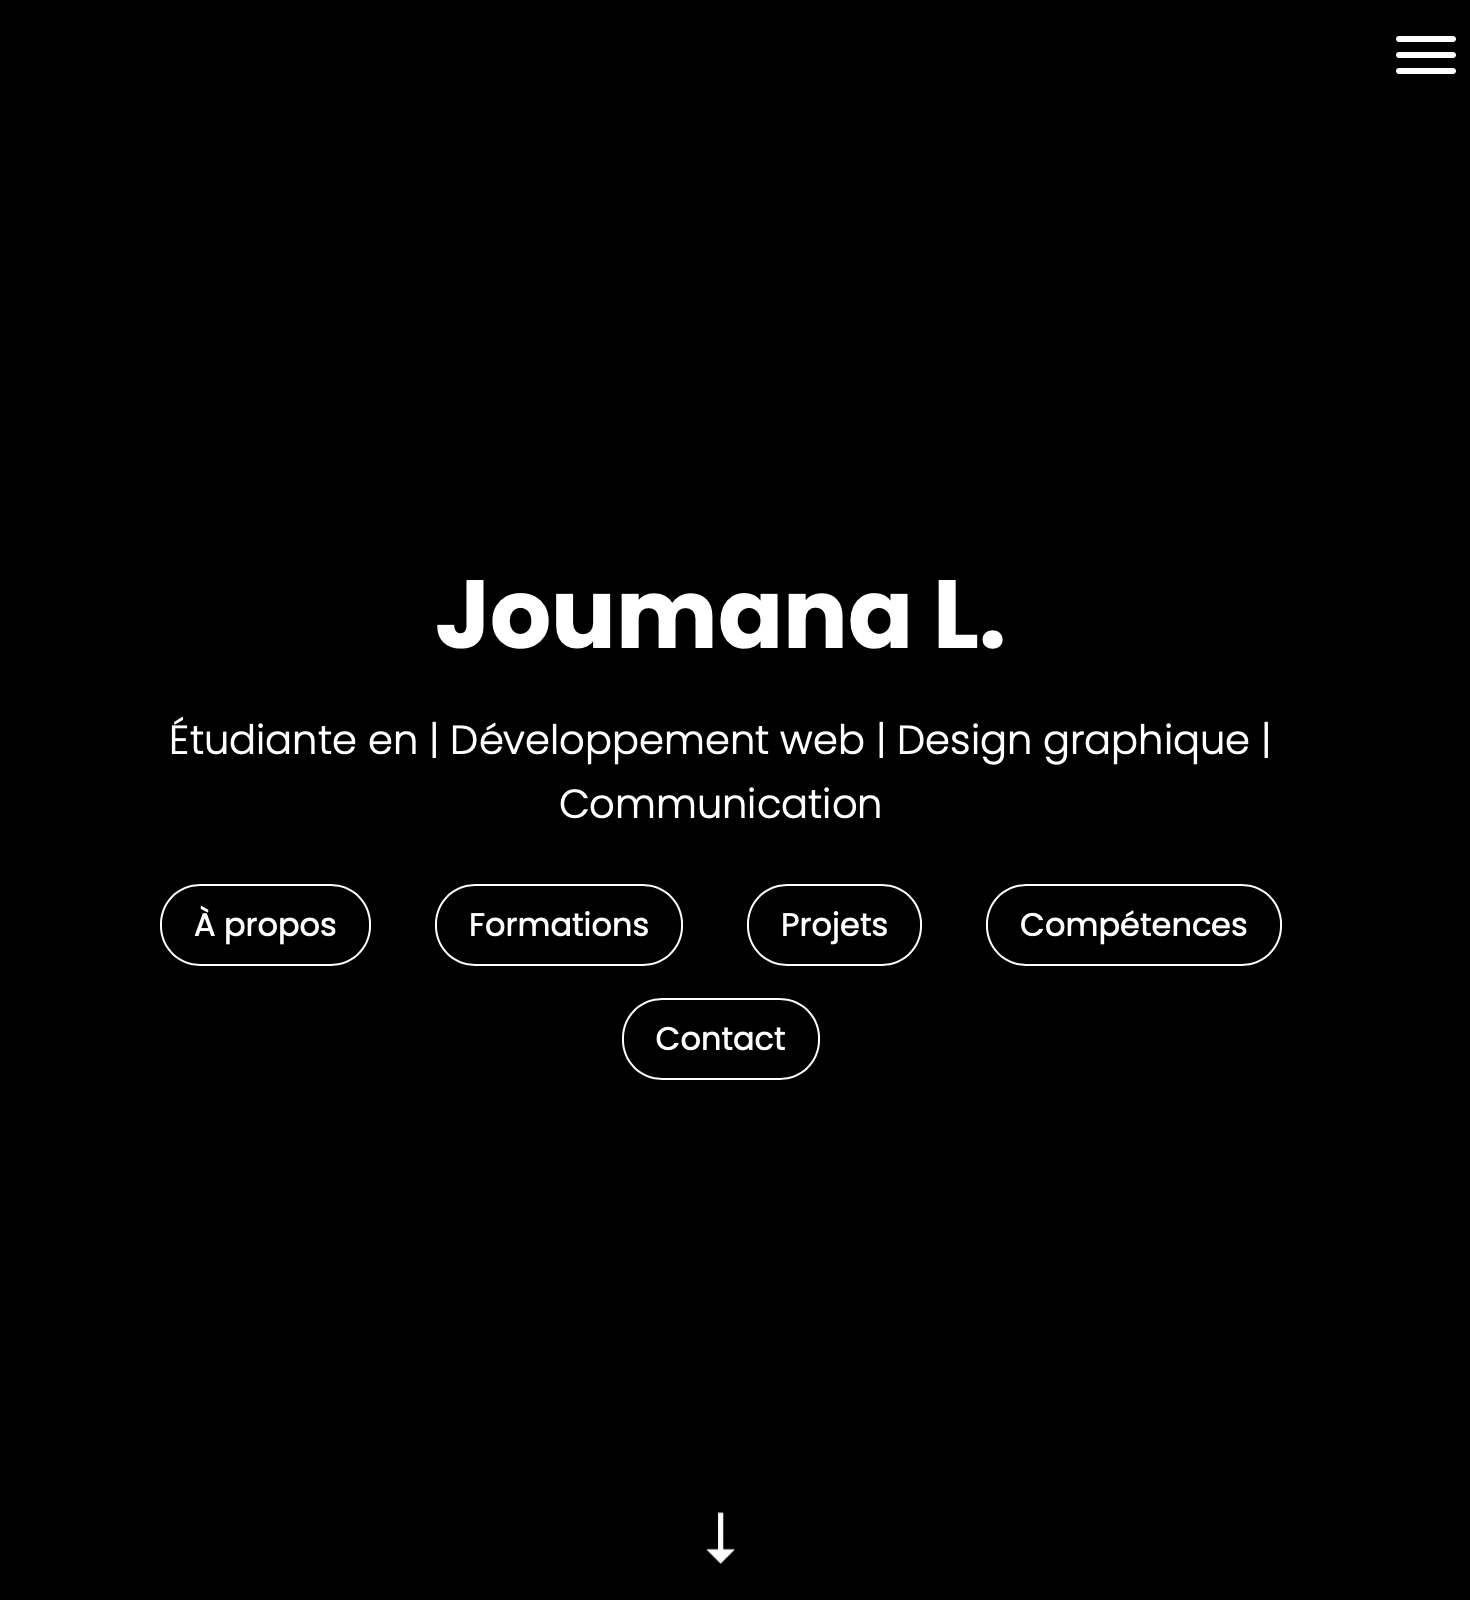 Joumana L.
Étudiante en | Développement web | Design graphique |
Communication
À propos
Formations
Projets
Compétences
Contact